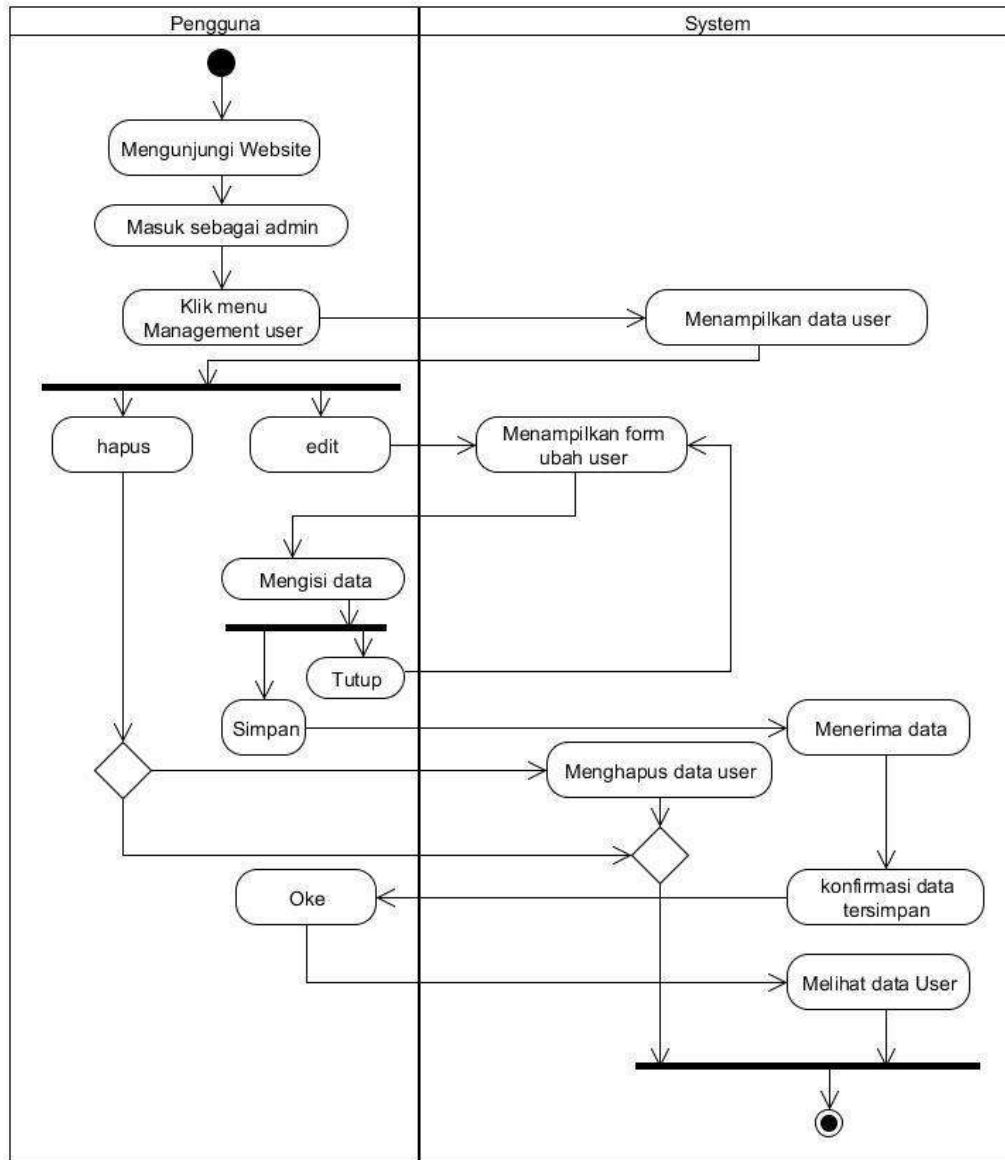 Pengguna
System
Mengunjungi Website
Masuk sebagai admin
Klik menu
Management user
Menampilkan data user
hapus
edit
Menampilkan form
ubah user
Mengisi data
Tutup
Simpan
Menerima data
Menghapus data user
Oke
konfirmasi data
tersimpan
Melihat data User